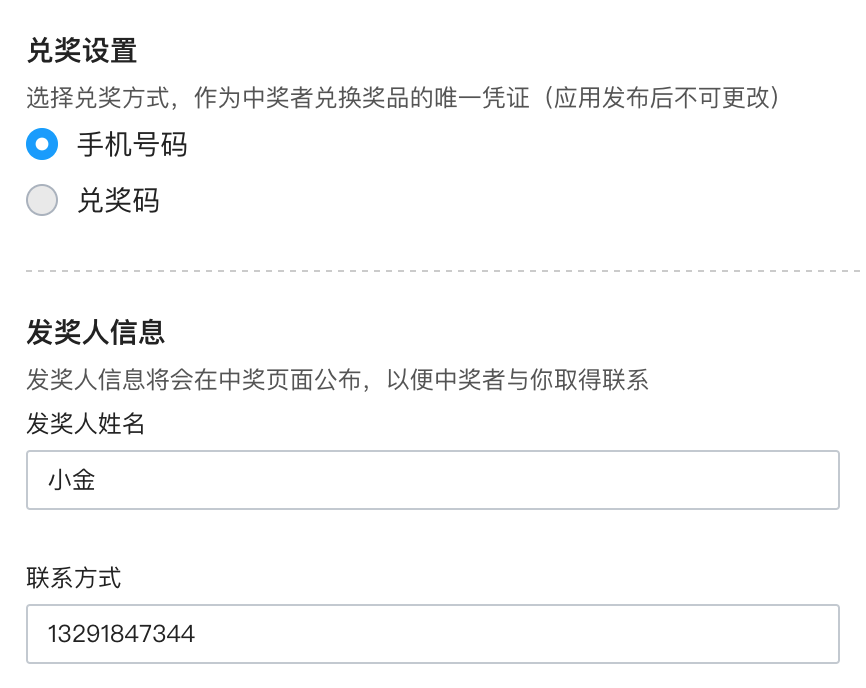 兑奖设置
选择兑奖方式，作为中奖者兑换奖品的唯一凭证（应用发布后不可更改）
手机号码
兑奖码
发奖人信息
发奖人信息将会在中奖页面公布，以便中奖者与你取得联系
发奖人姓名
小金
联系方式
13291847344